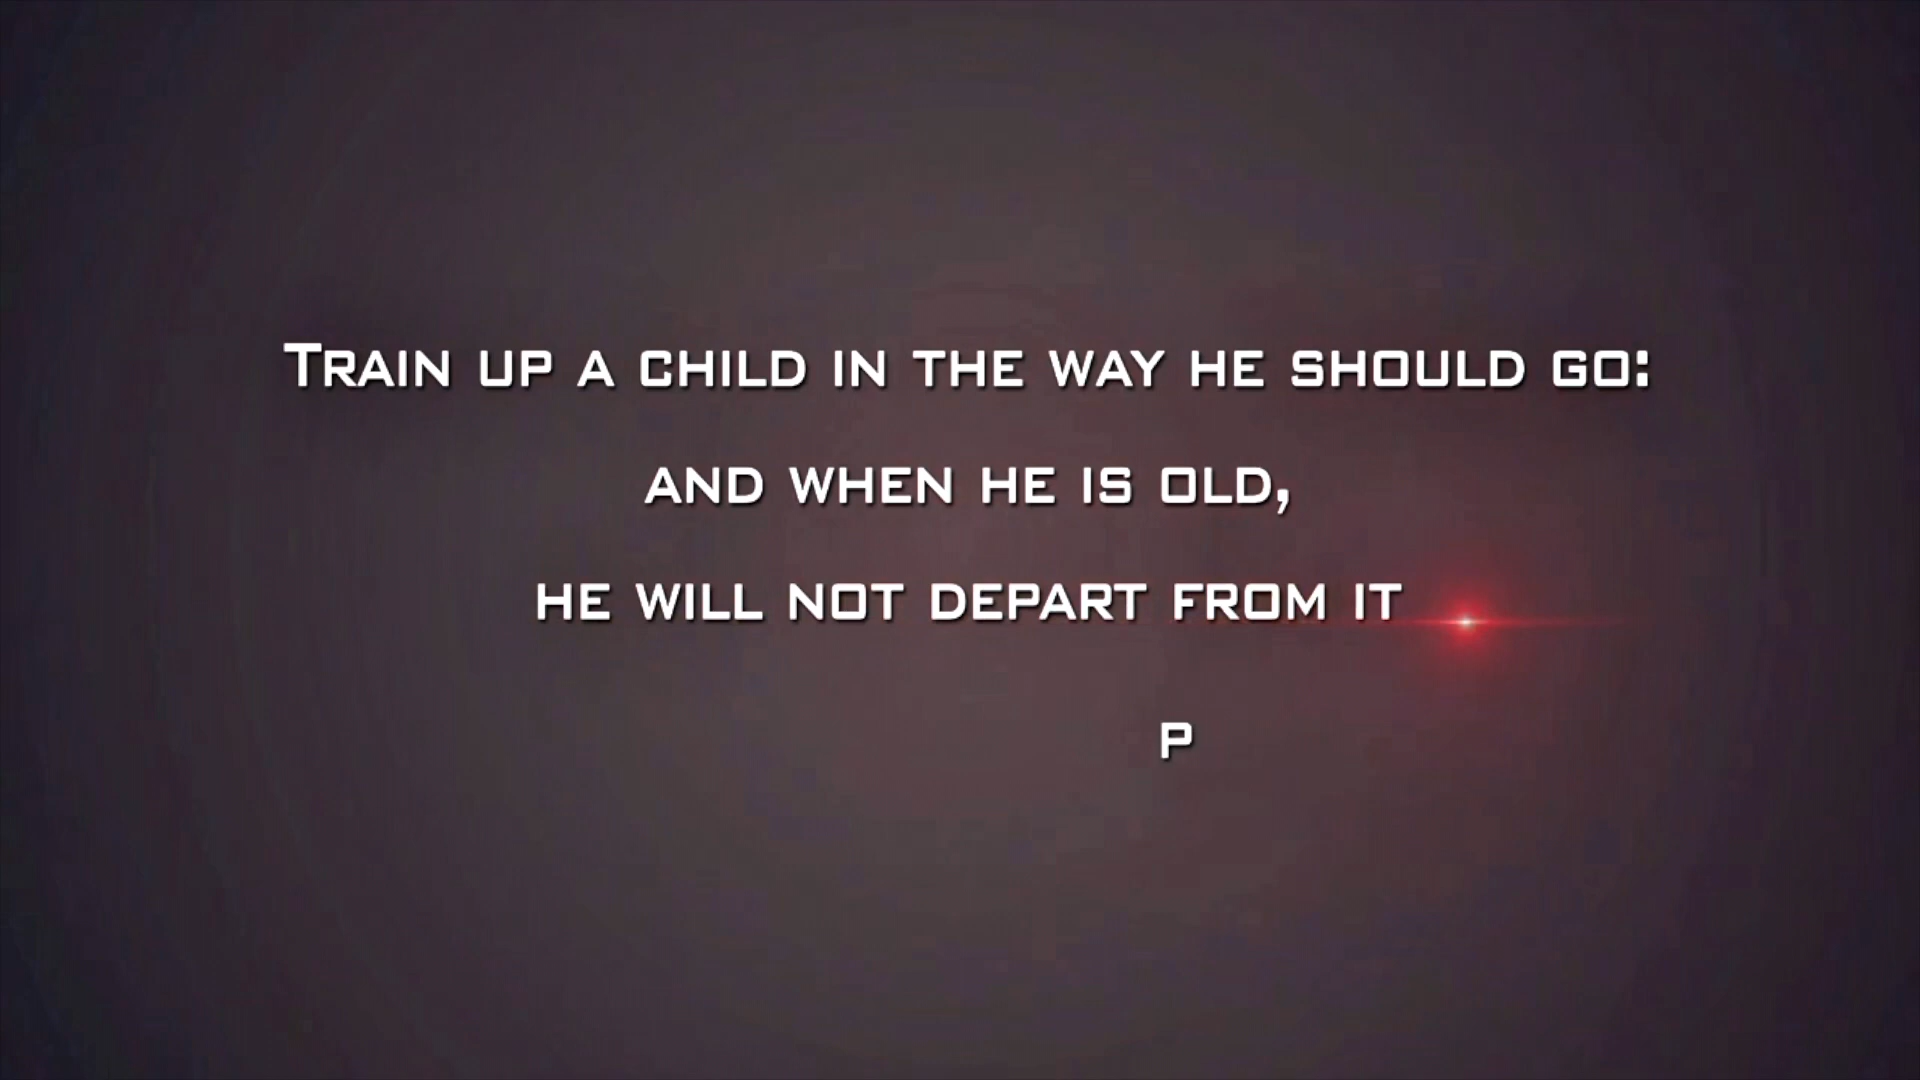 Train up a child in the way he should go:
and when he is old,
he will not depart from it
P